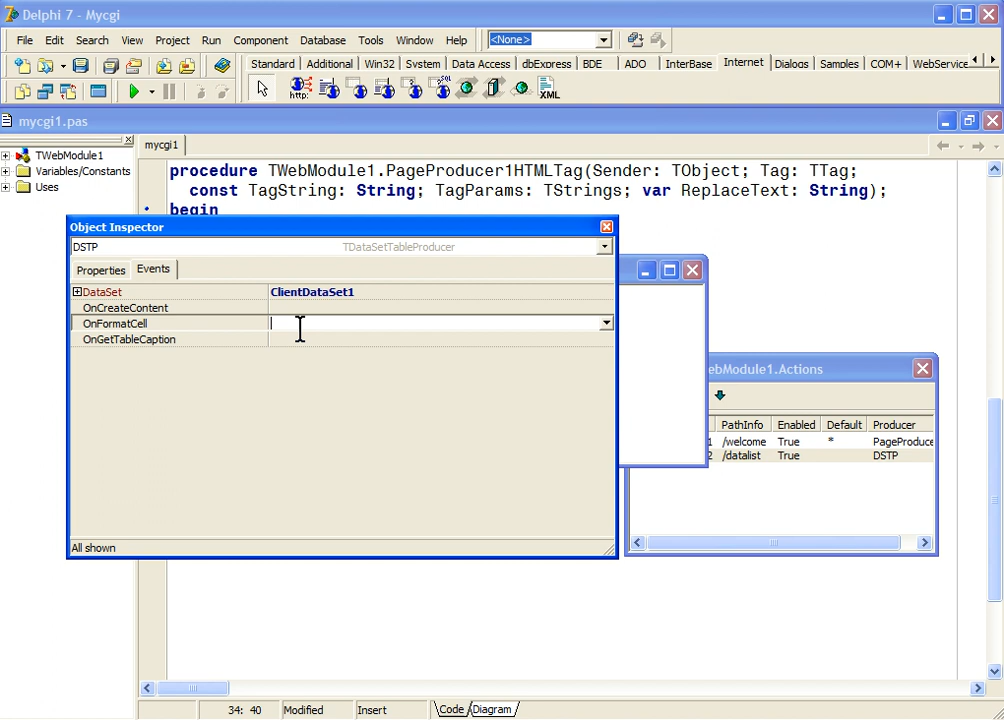 Delphi 7 - Mycgi
File Edit Search View Project Run Component Database Tools Window Help <None>
Standard Additional Win32 System Data Access dbExpress BDE ADO InterBase Internet Dialogs Samples COM+ WebService
http: SQL XML
mycgi1.pas
TWebModule1
Variables/Constants
Uses
mycgi1
procedure TWebModule1.PageProducer1HTMLTag(Sender: TObject; Tag: TTag;
const TagString: String; TagParams: TStrings; var ReplaceText: String);
begin
Object Inspector
DSTP TDataSetTableProducer
Properties Events
DataSet ClientDataSet1
OnCreateContent
OnFormatCell
OnGetTableCaption
All shown
ebModule1.Actions
PathInfo Enabled Default Producer
1 /welcome True * PageProduce
2 /datalist True DSTP
34: 40 Modified Insert Code Diagram